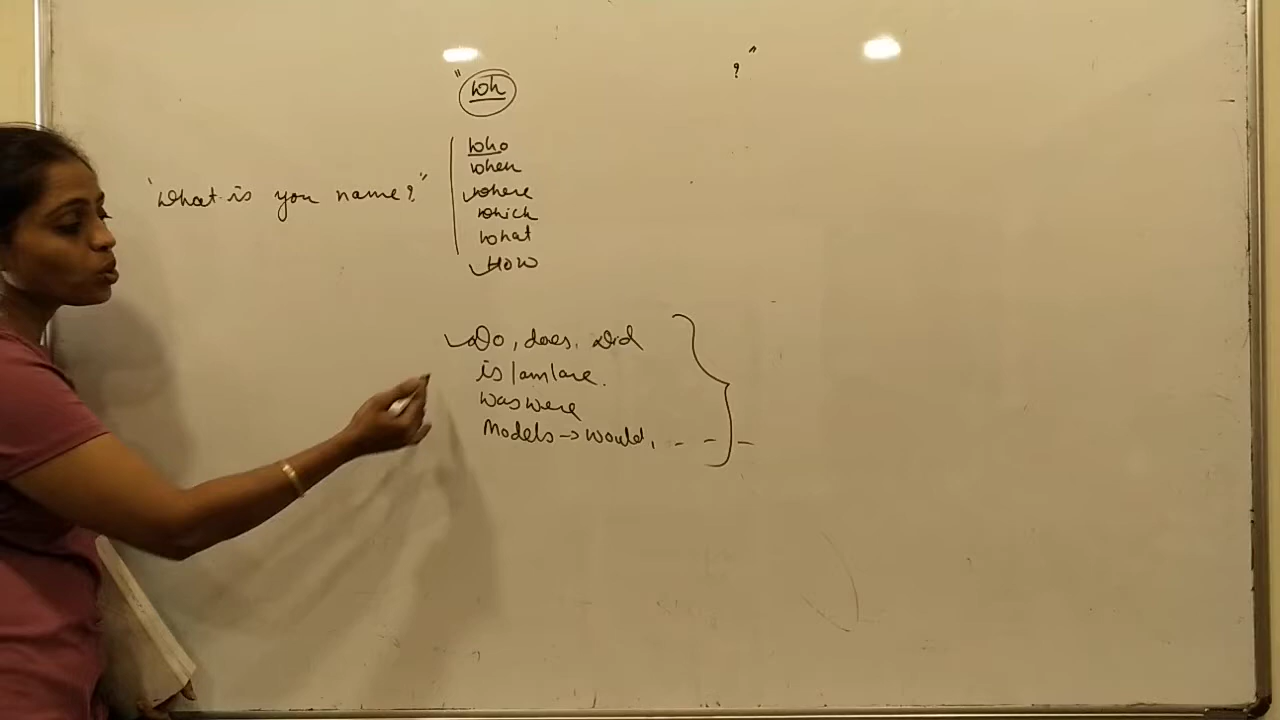 " wh ? "
who
when
"What is you name?"
where
which
what
How
Do, does, did
is/am/are.
was were
Models → would, - - -